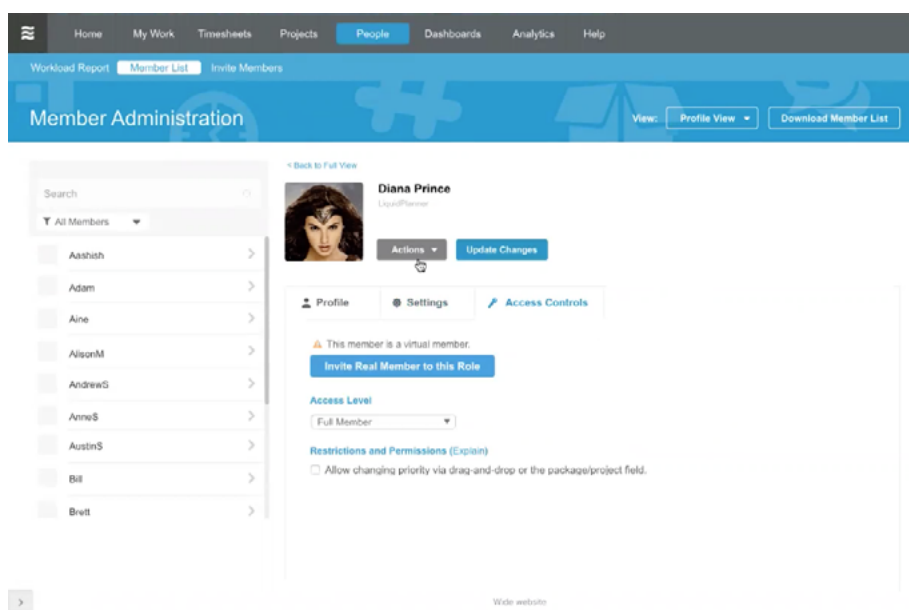 Home My Work Timesheets Projects People Dashboards Analytics Help
Workload Report Member List Invite Members
Member Administration
View: Profile View Download Member List
< Back to Full View
Search
All Members
Aashish
Adam
Aine
AlisonM
AndrewS
AnneS
AustinS
Bill
Brett
Diana Prince
LiquidPlanner
Actions Update Changes
Profile Settings Access Controls
This member is a virtual member.
Invite Real Member to this Role
Access Level
Full Member
Restrictions and Permissions (Explain)
Allow changing priority via drag-and-drop or the package/project field.
Wide website